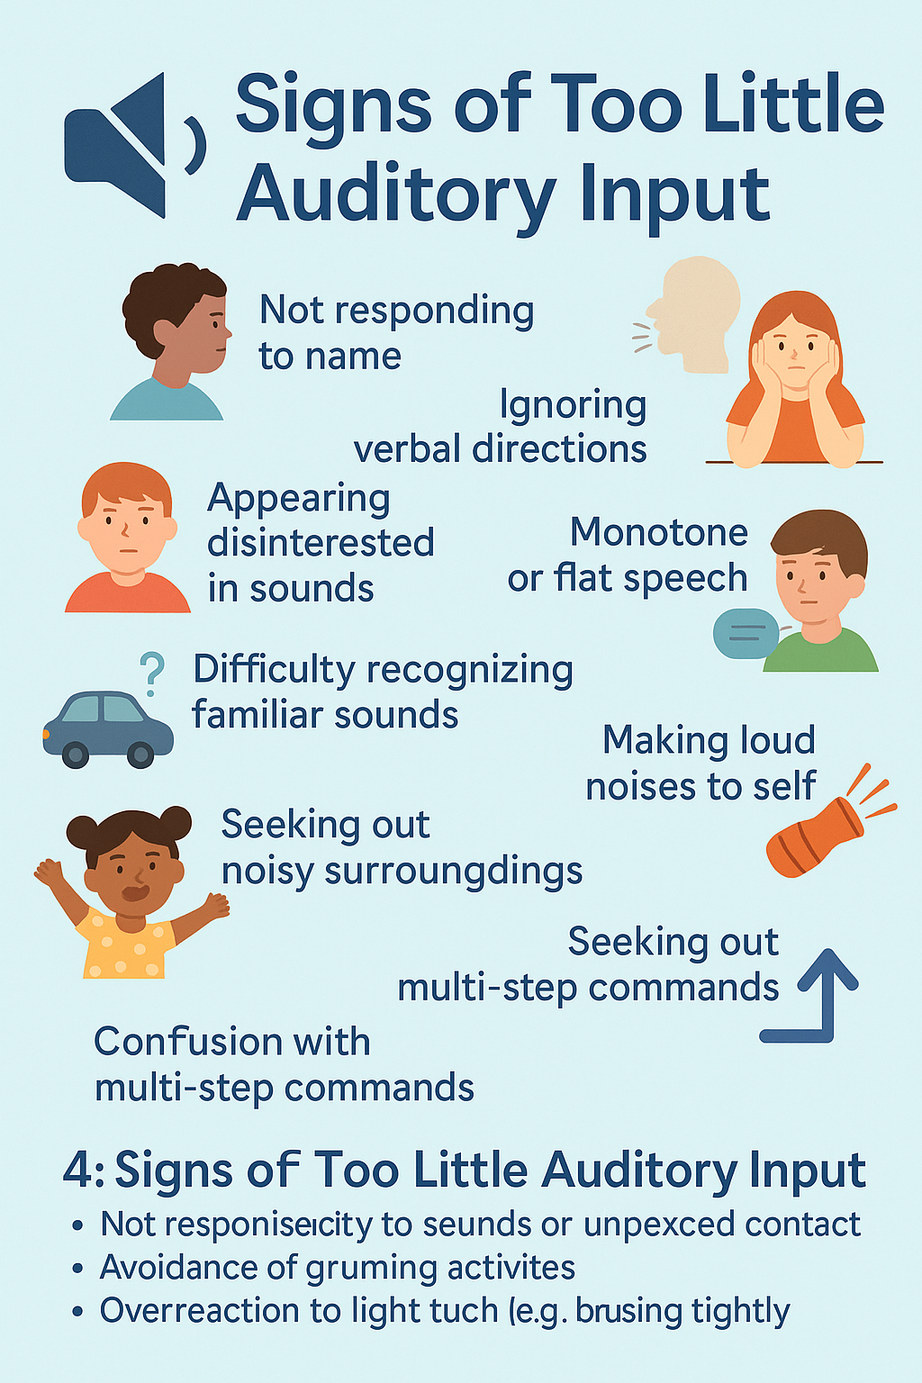 Signs of Too Little
Auditory Input
Not responding
to name
Ignoring
verbal directions
Appearing
disinterested
in sounds
Monotone
or flat speech
?
Difficulty recognizing
familiar sounds
Making loud
noises to self
Seeking out
noisy surroungdings
Seeking out
multi-step commands
Confusion with
multi-step commands
4: Signs of Too Little Auditory Input
• Not responiseıcity to seunds or unpexced contact
• Avoidance of gruming activites
• Overreaction to light tuch (e.g. brusing tightly